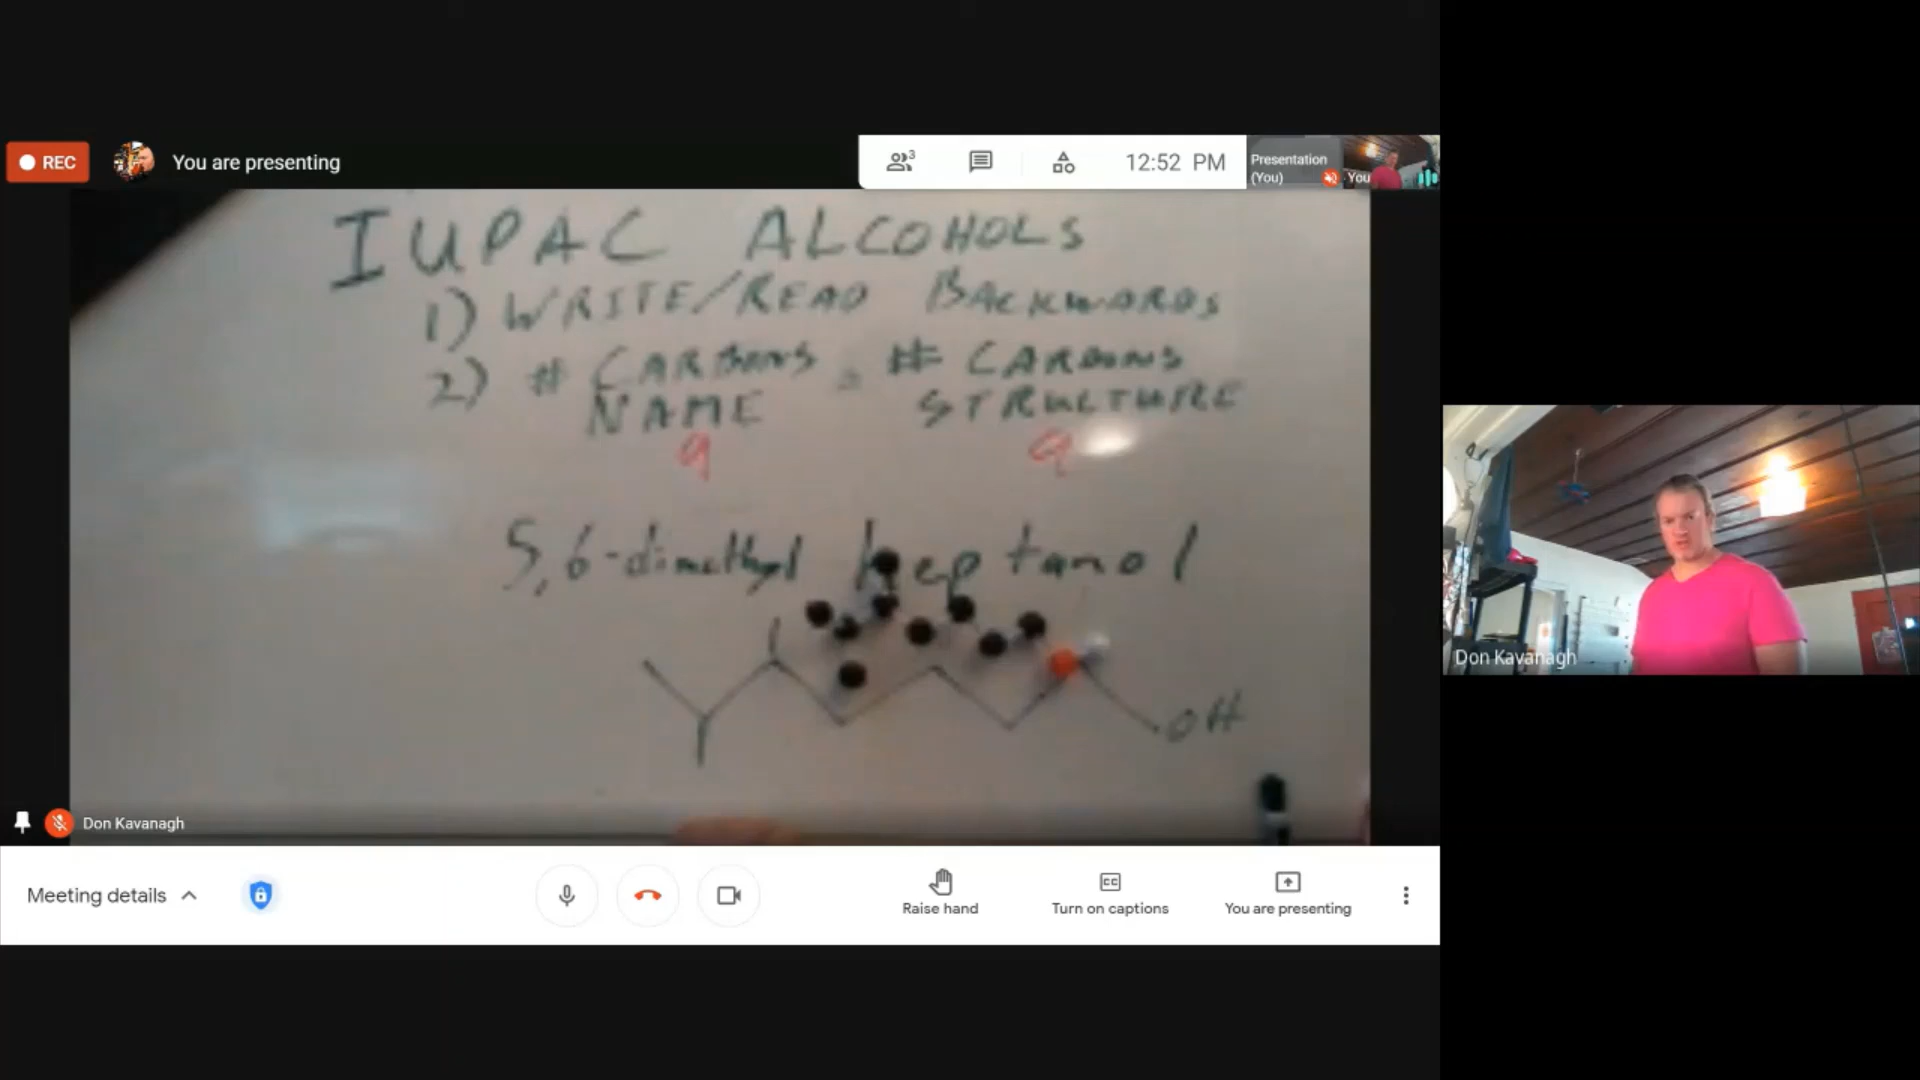 REC
You are presenting
3
12:52 PM
Presentation
(You)
You
IUPAC ALCOHOLS
1) WRITE/READ BACKWARDS
2) # CARBONS = # CARBONS
NAME STRUCTURE
9 9
5,6-dimethyl heptanol
OH
Don Kavanagh
Don Kavanagh
Meeting details
CC
Raise hand
Turn on captions
You are presenting